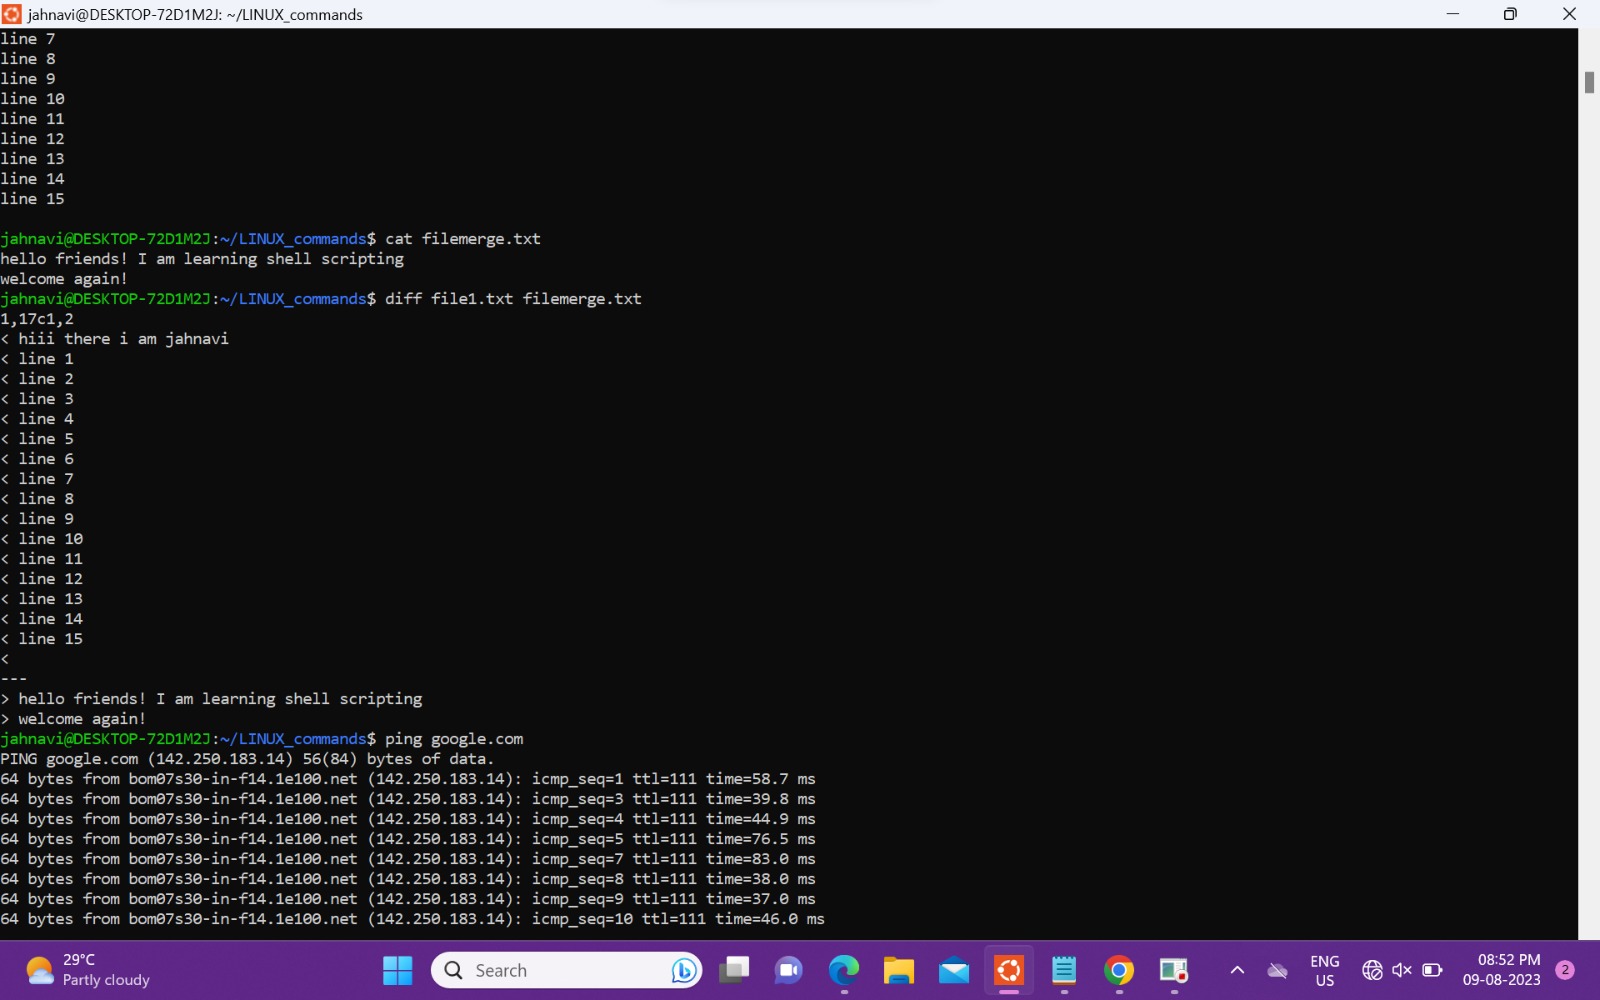 jahnavi@DESKTOP-72D1M2J: ~/LINUX_commands
line 7
line 8
line 9
line 10
line 11
line 12
line 13
line 14
line 15
jahnavi@DESKTOP-72D1M2J:~/LINUX_commands$ cat filemerge.txt
hello friends! I am learning shell scripting
welcome again!
jahnavi@DESKTOP-72D1M2J:~/LINUX_commands$ diff file1.txt filemerge.txt
1,17c1,2
< hiii there i am jahnavi
< line 1
< line 2
< line 3
< line 4
< line 5
< line 6
< line 7
< line 8
< line 9
< line 10
< line 11
< line 12
< line 13
< line 14
< line 15
<
---
> hello friends! I am learning shell scripting
> welcome again!
jahnavi@DESKTOP-72D1M2J:~/LINUX_commands$ ping google.com
PING google.com (142.250.183.14) 56(84) bytes of data.
64 bytes from bom07s30-in-f14.1e100.net (142.250.183.14): icmp_seq=1 ttl=111 time=58.7 ms
64 bytes from bom07s30-in-f14.1e100.net (142.250.183.14): icmp_seq=3 ttl=111 time=39.8 ms
64 bytes from bom07s30-in-f14.1e100.net (142.250.183.14): icmp_seq=4 ttl=111 time=44.9 ms
64 bytes from bom07s30-in-f14.1e100.net (142.250.183.14): icmp_seq=5 ttl=111 time=76.5 ms
64 bytes from bom07s30-in-f14.1e100.net (142.250.183.14): icmp_seq=7 ttl=111 time=83.0 ms
64 bytes from bom07s30-in-f14.1e100.net (142.250.183.14): icmp_seq=8 ttl=111 time=38.0 ms
64 bytes from bom07s30-in-f14.1e100.net (142.250.183.14): icmp_seq=9 ttl=111 time=37.0 ms
64 bytes from bom07s30-in-f14.1e100.net (142.250.183.14): icmp_seq=10 ttl=111 time=46.0 ms
29°C
Partly cloudy
Search
ENG
US
08:52 PM
09-08-2023
2